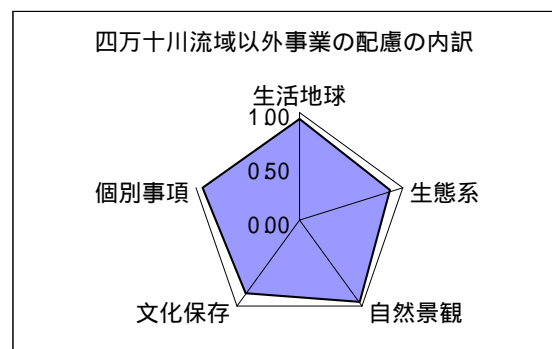 四万十川流域以外事業の配慮の内訳
生活地球
1.00
0.50
0.00
個別事項
生態系
文化保存
自然景観